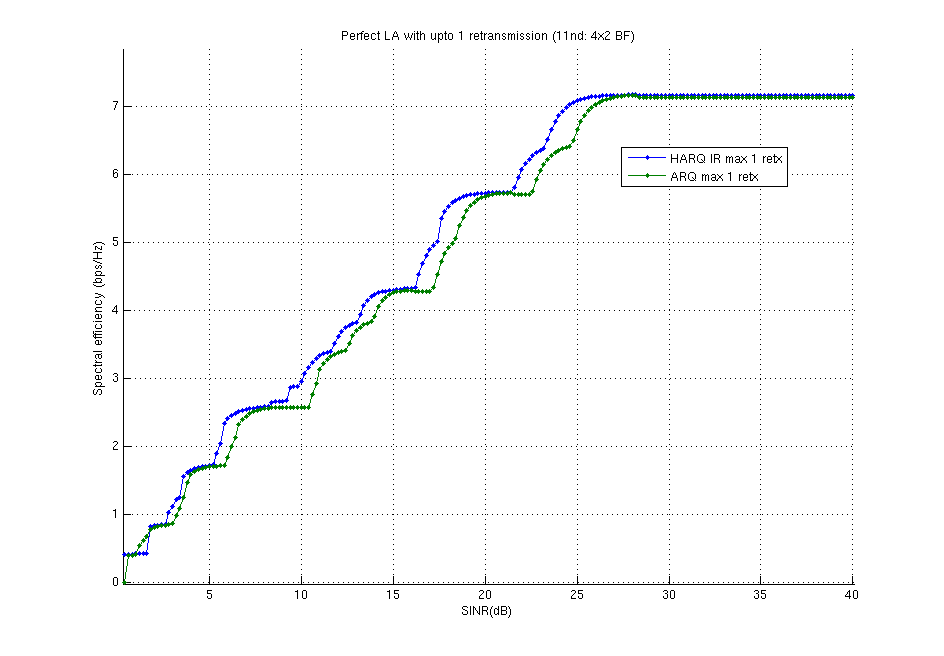 Perfect LA with upto 1 retransmission (11nd: 4x2 BF)
7
6
5
4
3
2
1
0
Spectral efficiency (bps/Hz)
HARQ IR max 1 retx
ARQ max 1 retx
5 10 15 20 25 30 35 40
SINR(dB)